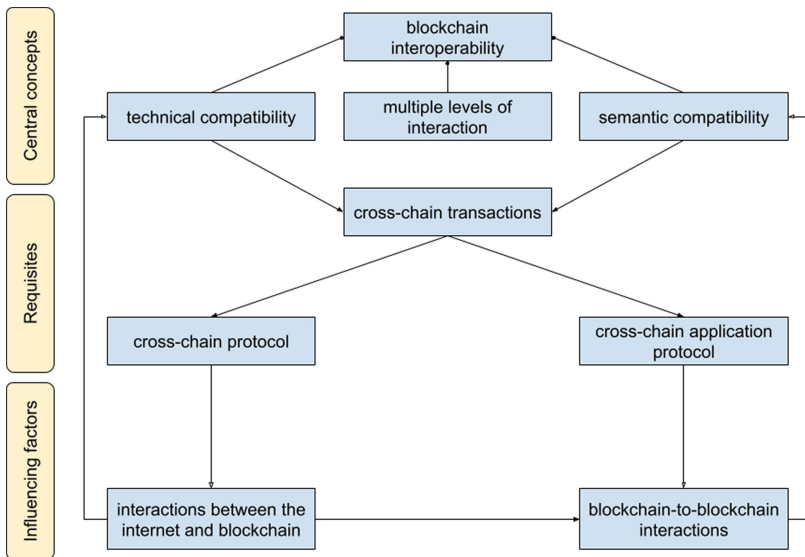 Central concepts
blockchain
interoperability
technical compatibility
multiple levels of
interaction
semantic compatibility
Requisites
cross-chain transactions
cross-chain protocol
cross-chain application
protocol
Influencing factors
interactions between the
internet and blockchain
blockchain-to-blockchain
interactions